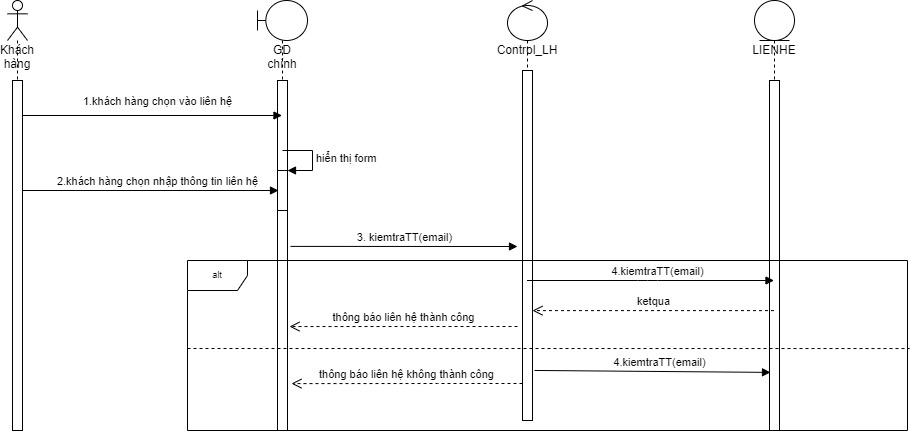 Khách
hàng
GD
chính
Control_LH
LIENHE
1.khách hàng chọn vào liên hệ
hiển thị form
2.khách hàng chọn nhập thông tin liên hệ
3. kiemtraTT(email)
alt
4.kiemtraTT(email)
ketqua
thông báo liên hệ thành công
4.kiemtraTT(email)
thông báo liên hệ không thành công